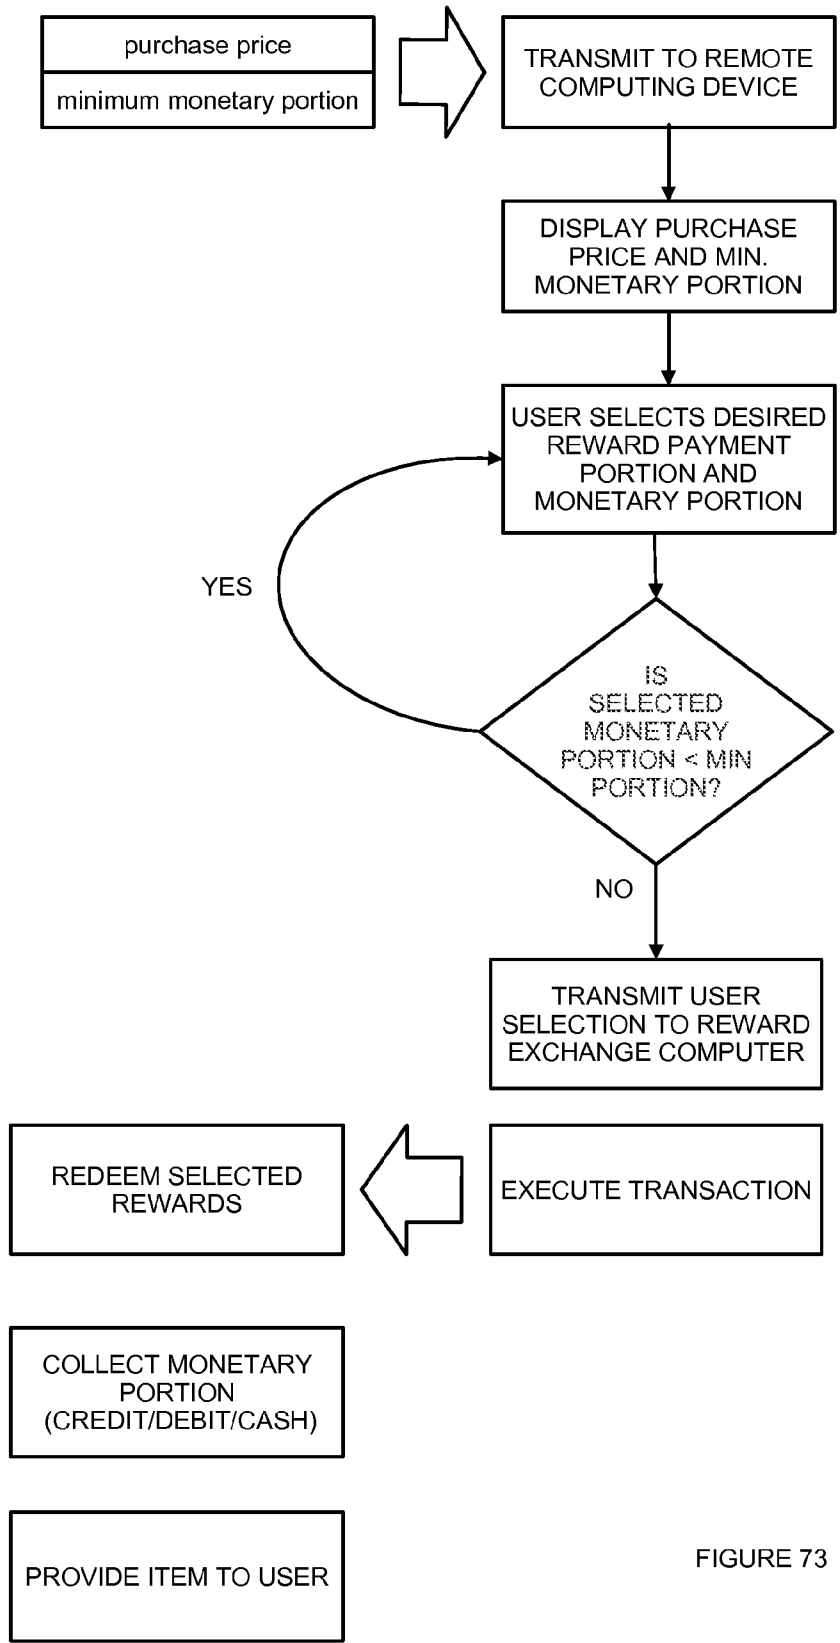 purchase price
minimum monetary portion
TRANSMIT TO REMOTE
COMPUTING DEVICE
DISPLAY PURCHASE
PRICE AND MIN.
MONETARY PORTION
USER SELECTS DESIRED
REWARD PAYMENT
PORTION AND
MONETARY PORTION
YES
IS
SELECTED
MONETARY
PORTION < MIN
PORTION?
NO
TRANSMIT USER
SELECTION TO REWARD
EXCHANGE COMPUTER
REDEEM SELECTED
REWARDS
EXECUTE TRANSACTION
COLLECT MONETARY
PORTION
(CREDIT/DEBIT/CASH)
PROVIDE ITEM TO USER
FIGURE 73